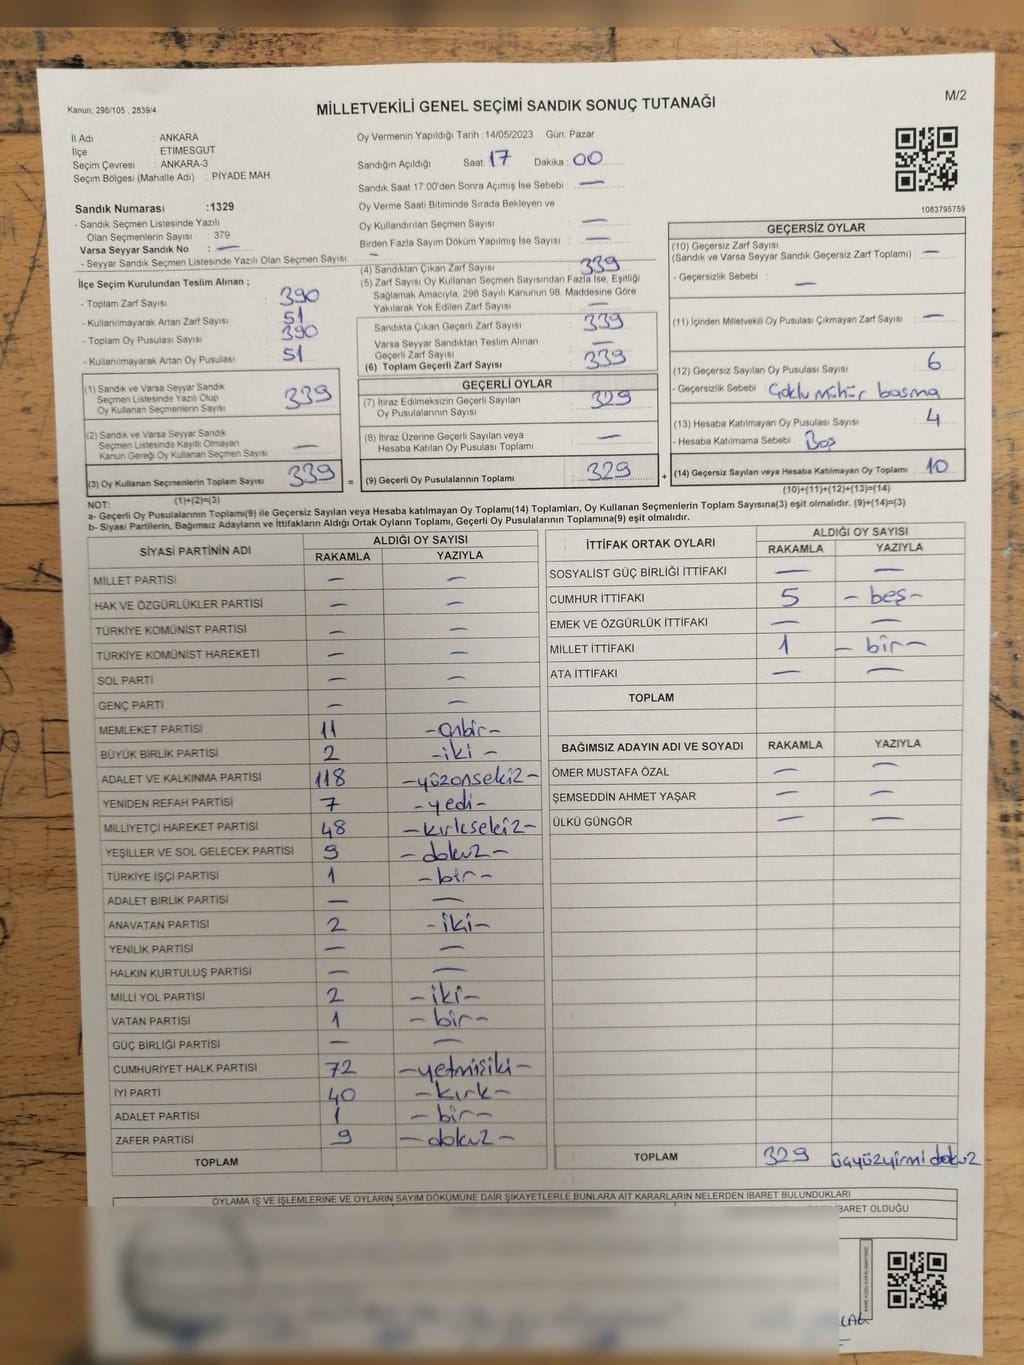 Kanun; 298/105 , 2839/4
MİLLETVEKİLİ GENEL SEÇİMİ SANDIK SONUÇ TUTANAĞI
M/2
İl Adı : ANKARA
İlçe : ETİMESGUT
Seçim Çevresi : ANKARA-3
Seçim Bölgesi (Mahalle Adı) : PİYADE MAH.
Sandık Numarası :1329
- Sandık Seçmen Listesinde Yazılı
Olan Seçmenlerin Sayısı : 379
Varsa Seyyar Sandık No : —
- Seyyar Sandık Seçmen Listesinde Yazılı Olan Seçmen Sayısı: —
Oy Vermenin Yapıldığı Tarih :14/05/2023 Gün: Pazar
Sandığın Açıldığı Saat: 17 Dakika : 00
Sandık Saat 17.00'den Sonra Açımış İse Sebebi : —
Oy Verme Saati Bitiminde Sırada Bekleyen ve
Oy Kullandırılan Seçmen Sayısı : —
Birden Fazla Sayım Döküm Yapılmış İse Sayısı : —
1083795759
İlçe Seçim Kurulundan Teslim Alınan ;
- Toplam Zarf Sayısı : 390
- Kullanılmayarak Artan Zarf Sayısı : 51
- Toplam Oy Pusulası Sayısı : 390
- Kullanılmayarak Artan Oy Pusulası : 51
(1) Sandık ve Varsa Seyyar Sandık
Seçmen Listesinde Yazılı Olup
Oy Kullanan Seçmenlerin Sayısı : 339
(2) Sandık ve Varsa Seyyar Sandık
Seçmen Listesinde Kayıtlı Olmayan
Kanun Gereği Oy Kullanan Seçmen Sayısı : —
(3) Oy Kullanan Seçmenlerin Toplam Sayısı : 339
(1)+(2)=(3)
(4) Sandıktan Çıkan Zarf Sayısı : 339
(5) Zarf Sayısı Oy Kullanan Seçmen Sayısından Fazla İse, Eşitliği
Sağlamak Amacıyla, 298 Sayılı Kanunun 98. Maddesine Göre
Yakılarak Yok Edilen Zarf Sayısı : —
Sandıkta Çıkan Geçerli Zarf Sayısı : 339
Varsa Seyyar Sandıktan Teslim Alınan
Geçerli Zarf Sayısı : —
(6) Toplam Geçerli Zarf Sayısı : 339
GEÇERLİ OYLAR
(7) İtiraz Edilmeksizin Geçerli Sayılan
Oy Pusulalarının Sayısı : 329
(8) İtiraz Üzerine Geçerli Sayılan veya
Hesaba Katılan Oy Pusulası Toplamı : —
= (9) Geçerli Oy Pusulalarının Toplamı : 329 +
GEÇERSİZ OYLAR
(10) Geçersiz Zarf Sayısı
(Sandık ve Varsa Seyyar Sandık Geçersiz Zarf Toplamı) : —
- Geçersizlik Sebebi : —
(11) İçinden Milletvekili Oy Pusulası Çıkmayan Zarf Sayısı : —
(12) Geçersiz Sayılan Oy Pusulası Sayısı : 6
- Geçersizlik Sebebi : Çoklu mühür basma
(13) Hesaba Katılmayan Oy Pusulası Sayısı : 4
- Hesaba Katılmama Sebebi : Boş
(14) Geçersiz Sayılan veya Hesaba Katılmayan Oy Toplamı : 10
(10)+(11)+(12)+(13)=(14)
NOT:
a- Geçerli Oy Pusulalarının Toplamı(9) ile Geçersiz Sayılan veya Hesaba katılmayan Oy Toplamı(14) Toplamları, Oy Kullanan Seçmenlerin Toplam Sayısına(3) eşit olmalıdır. (9)+(14)=(3)
b- Siyasi Partilerin, Bağımsız Adayların ve İttifakların Aldığı Ortak Oyların Toplamı, Geçerli Oy Pusulalarının Toplamına(9) eşit olmalıdır.
SİYASİ PARTİNİN ADI ALDIĞI OY SAYISI
RAKAMLA YAZIYLA
MİLLET PARTİSİ — —
HAK VE ÖZGÜRLÜKLER PARTİSİ — —
TÜRKİYE KOMÜNİST PARTİSİ — —
TÜRKİYE KOMÜNİST HAREKETİ — —
SOL PARTİ — —
GENÇ PARTİ — —
MEMLEKET PARTİSİ 11 -onbir-
BÜYÜK BİRLİK PARTİSİ 2 -iki-
ADALET VE KALKINMA PARTİSİ 118 -yüzonsekiz-
YENİDEN REFAH PARTİSİ 7 -yedi-
MİLLİYETÇİ HAREKET PARTİSİ 48 -kırksekiz-
YEŞİLLER VE SOL GELECEK PARTİSİ 9 -dokuz-
TÜRKİYE İŞÇİ PARTİSİ 1 -bir-
ADALET BİRLİK PARTİSİ — —
ANAVATAN PARTİSİ 2 -iki-
YENİLİK PARTİSİ — —
HALKIN KURTULUŞ PARTİSİ — —
MİLLİ YOL PARTİSİ 2 -iki-
VATAN PARTİSİ 1 -bir-
GÜÇ BİRLİĞİ PARTİSİ — —
CUMHURİYET HALK PARTİSİ 72 -yetmişiki-
İYİ PARTİ 40 -kırk-
ADALET PARTİSİ 1 -bir-
ZAFER PARTİSİ 9 -dokuz-
TOPLAM
İTTİFAK ORTAK OYLARI ALDIĞI OY SAYISI
RAKAMLA YAZIYLA
SOSYALİST GÜÇ BİRLİĞİ İTTİFAKI — —
CUMHUR İTTİFAKI 5 -beş-
EMEK VE ÖZGÜRLÜK İTTİFAKI — —
MİLLET İTTİFAKI 1 -bir-
ATA İTTİFAKI — —
TOPLAM
BAĞIMSIZ ADAYIN ADI VE SOYADI RAKAMLA YAZIYLA
ÖMER MUSTAFA ÖZAL — —
ŞEMSEDDİN AHMET YAŞAR — —
ÜLKÜ GÜNGÖR — —
TOPLAM 329 üçyüzyirmidokuz
OYLAMA İŞ VE İŞLEMLERİNE VE OYLARIN SAYIM DÖKÜMÜNE DAİR ŞİKAYETLERLE BUNLARA AİT KARARLARIN NELERDEN İBARET BULUNDUKLARI
İBARET OLDUĞU